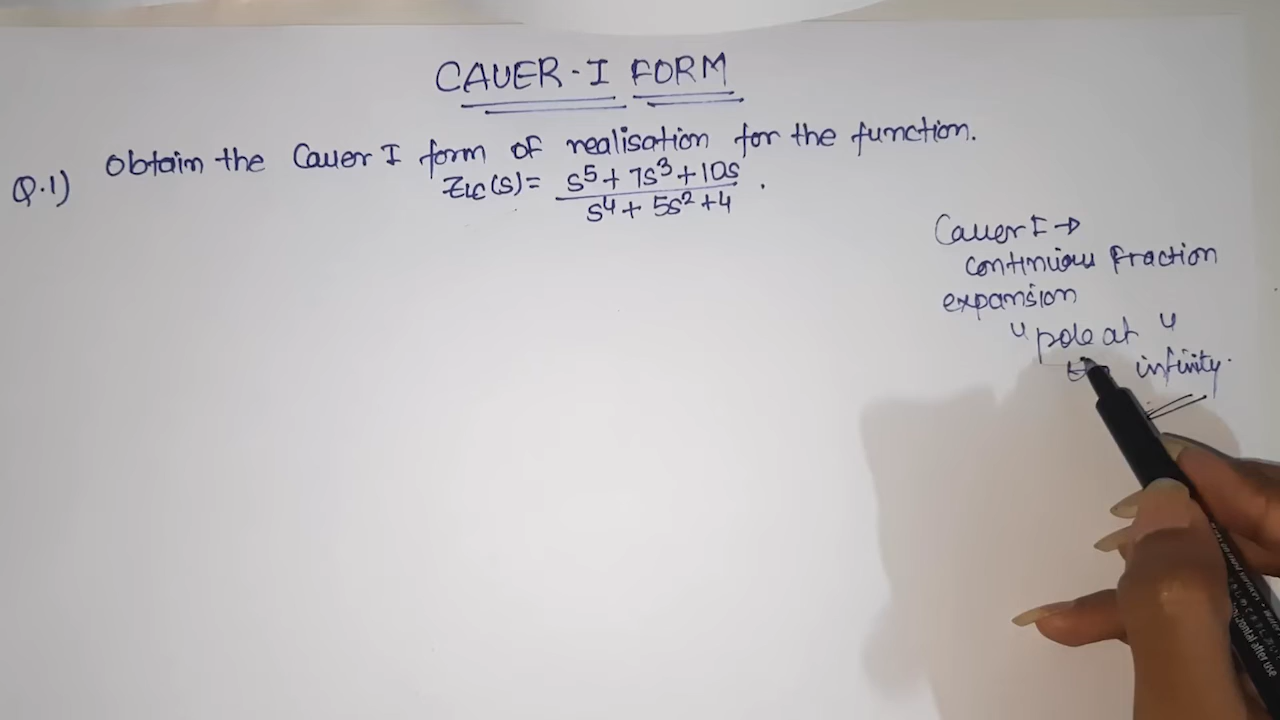 CAUER-I FORM
Q.1) Obtain the Cauer I form of realisation for the function.
Z_LC(s) = (s^5 + 7s^3 + 10s) / (s^4 + 5s^2 + 4).
Cauer I →
continuous Fraction
expansion
"pole at"
infinity.